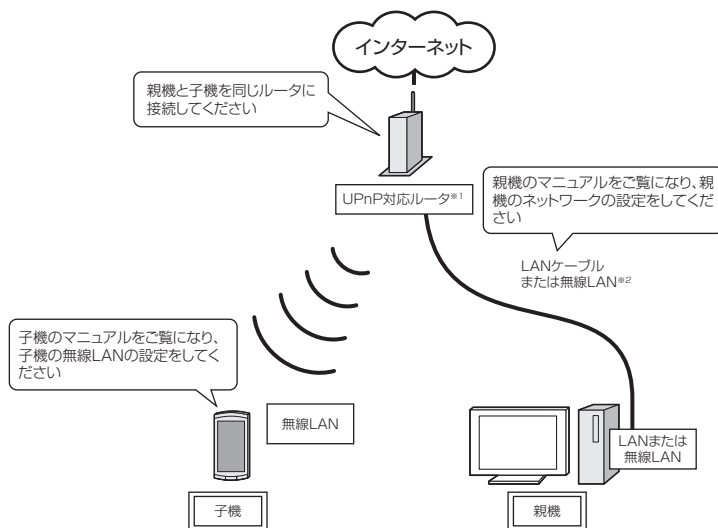 インターネット
親機と子機を同じルータに
接続してください
UPnP対応ルータ※1
親機のマニュアルをご覧になり、親
機のネットワークの設定をしてくだ
さい
LANケーブル
または無線LAN※2
子機のマニュアルをご覧になり、
子機の無線LANの設定をしてく
ださい
無線LAN
LANまたは
無線LAN
子機
親機